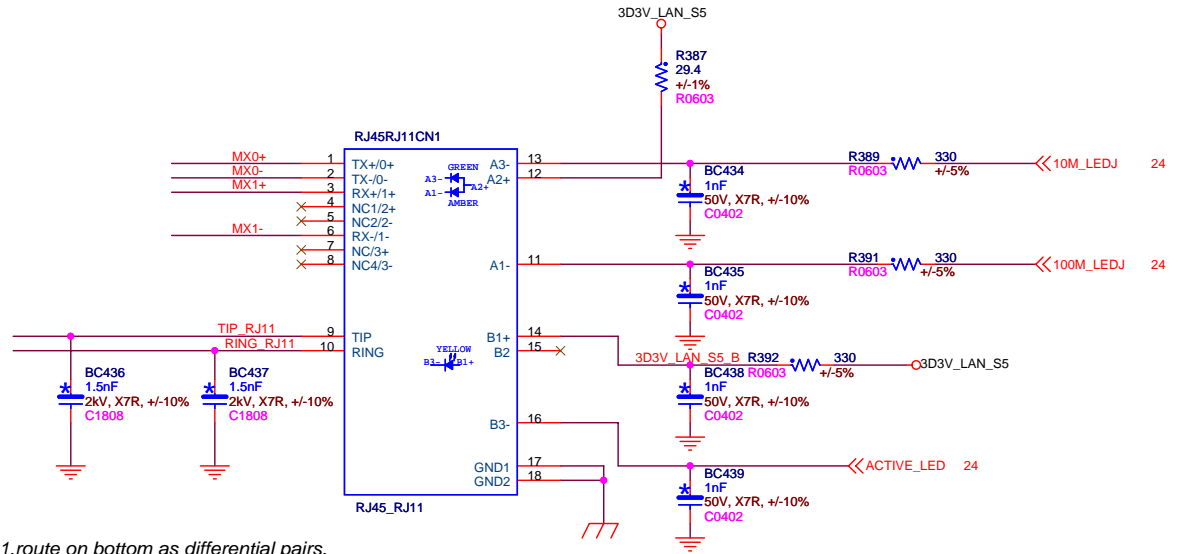 3D3V_LAN_S5
R387
29.4
+/-1%
R0603
RJ45RJ11CN1
MX0+ 1 TX+/0+
MX0- 2 TX-/0-
MX1+ 3 RX+/1+
4 NC1/2+
5 NC2/2-
MX1- 6 RX-/1-
7 NC/3+
8 NC4/3-
GREEN
A3-
A2+
A1-
AMBER
A3- 13
A2+ 12
R389 330
R0603 +/-5%
10M_LEDJ 24
BC434
1nF
50V, X7R, +/-10%
C0402
A1- 11
R391 330
R0603 +/-5%
100M_LEDJ 24
BC435
1nF
50V, X7R, +/-10%
C0402
TIP_RJ11 9 TIP
RING_RJ11 10 RING
YELLOW
B3- B1+
B1+ 14
B2 15
3D3V_LAN_S5_B R392 330
R0603 +/-5%
3D3V_LAN_S5
BC438
1nF
50V, X7R, +/-10%
C0402
BC436
1.5nF
2kV, X7R, +/-10%
C1808
BC437
1.5nF
2kV, X7R, +/-10%
C1808
B3- 16
ACTIVE_LED 24
GND1 17
GND2 18
BC439
1nF
50V, X7R, +/-10%
C0402
RJ45_RJ11
1.route on bottom as differential pairs.